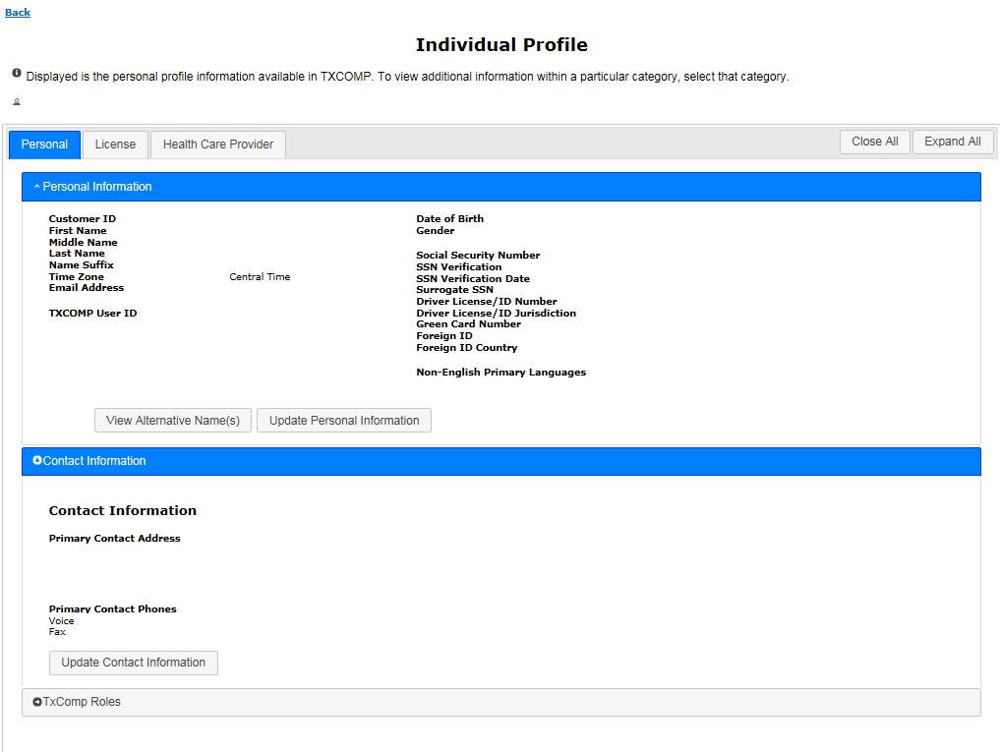 Back
Individual Profile
Displayed is the personal profile information available in TXCOMP. To view additional information within a particular category, select that category.
Personal
License
Health Care Provider
Close All
Expand All
Personal Information
Customer ID
First Name
Middle Name
Last Name
Name Suffix
Time Zone Central Time
Email Address
TXCOMP User ID
Date of Birth
Gender
Social Security Number
SSN Verification
SSN Verification Date
Surrogate SSN
Driver License/ID Number
Driver License/ID Jurisdiction
Green Card Number
Foreign ID
Foreign ID Country
Non-English Primary Languages
View Alternative Name(s)
Update Personal Information
Contact Information
Contact Information
Primary Contact Address
Primary Contact Phones
Voice
Fax
Update Contact Information
TxComp Roles